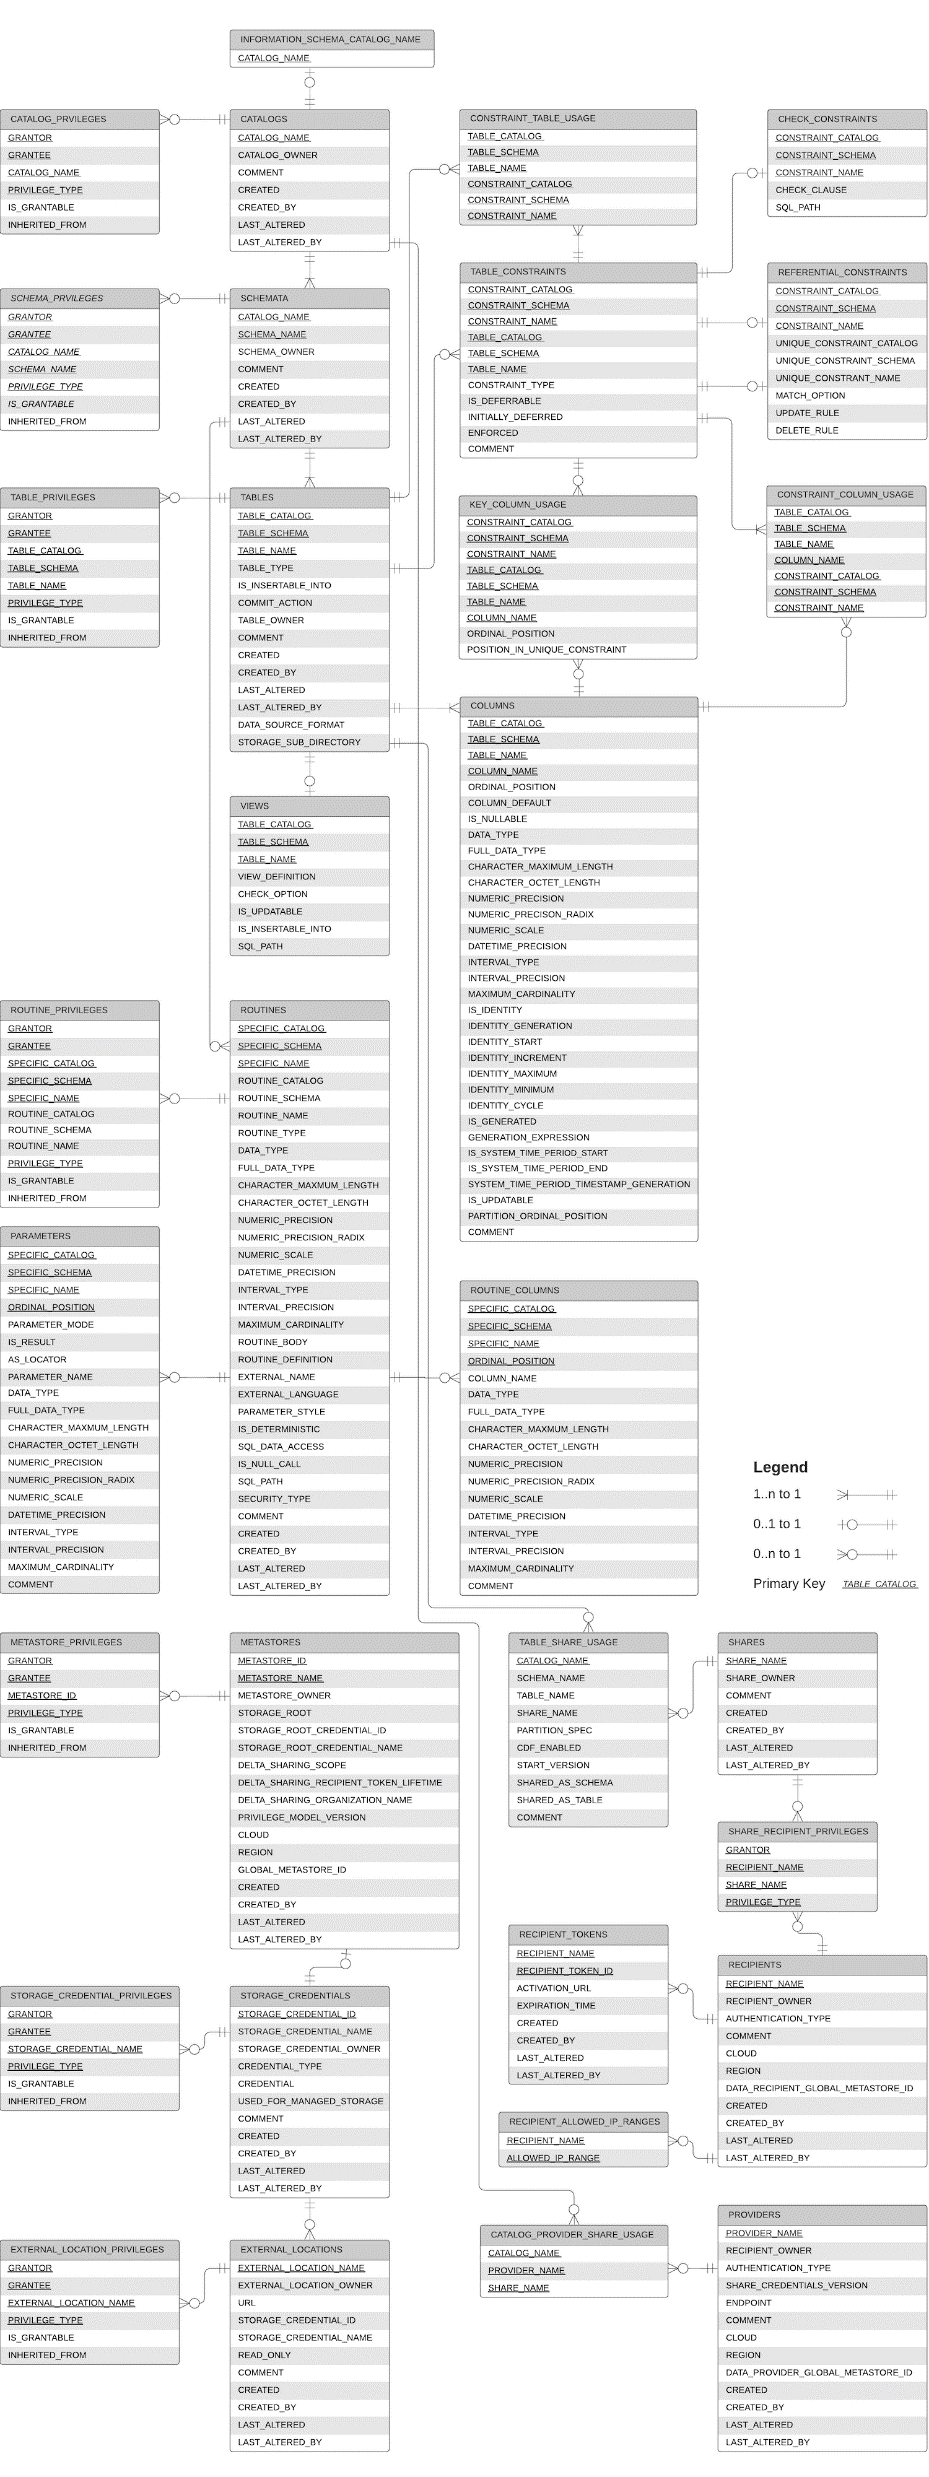 INFORMATION_SCHEMA_CATALOG_NAME
CATALOG_NAME
CATALOG_PRVILEGES
GRANTOR
GRANTEE
CATALOG_NAME
PRIVILEGE_TYPE
IS_GRANTABLE
INHERITED_FROM
CATALOGS
CATALOG_NAME
CATALOG_OWNER
COMMENT
CREATED
CREATED_BY
LAST_ALTERED
LAST_ALTERED_BY
CONSTRAINT_TABLE_USAGE
TABLE_CATALOG
TABLE_SCHEMA
TABLE_NAME
CONSTRAINT_CATALOG
CONSTRAINT_SCHEMA
CONSTRAINT_NAME
CHECK_CONSTRAINTS
CONSTRAINT_CATALOG
CONSTRAINT_SCHEMA
CONSTRAINT_NAME
CHECK_CLAUSE
SQL_PATH
SCHEMA_PRVILEGES
GRANTOR
GRANTEE
CATALOG_NAME
SCHEMA_NAME
PRIVILEGE_TYPE
IS_GRANTABLE
INHERITED_FROM
SCHEMATA
CATALOG_NAME
SCHEMA_NAME
SCHEMA_OWNER
COMMENT
CREATED
CREATED_BY
LAST_ALTERED
LAST_ALTERED_BY
TABLE_CONSTRAINTS
CONSTRAINT_CATALOG
CONSTRAINT_SCHEMA
CONSTRAINT_NAME
TABLE_CATALOG
TABLE_SCHEMA
TABLE_NAME
CONSTRAINT_TYPE
IS_DEFERRABLE
INITIALLY_DEFERRED
ENFORCED
COMMENT
REFERENTIAL_CONSTRAINTS
CONSTRAINT_CATALOG
CONSTRAINT_SCHEMA
CONSTRAINT_NAME
UNIQUE_CONSTRAINT_CATALOG
UNIQUE_CONSTRAINT_SCHEMA
UNIQUE_CONSTRANT_NAME
MATCH_OPTION
UPDATE_RULE
DELETE_RULE
TABLE_PRIVILEGES
GRANTOR
GRANTEE
TABLE_CATALOG
TABLE_SCHEMA
TABLE_NAME
PRIVILEGE_TYPE
IS_GRANTABLE
INHERITED_FROM
TABLES
TABLE_CATALOG
TABLE_SCHEMA
TABLE_NAME
TABLE_TYPE
IS_INSERTABLE_INTO
COMMIT_ACTION
TABLE_OWNER
COMMENT
CREATED
CREATED_BY
LAST_ALTERED
LAST_ALTERED_BY
DATA_SOURCE_FORMAT
STORAGE_SUB_DIRECTORY
KEY_COLUMN_USAGE
CONSTRAINT_CATALOG
CONSTRAINT_SCHEMA
CONSTRAINT_NAME
TABLE_CATALOG
TABLE_SCHEMA
TABLE_NAME
COLUMN_NAME
ORDINAL_POSITION
POSITION_IN_UNIQUE_CONSTRAINT
CONSTRAINT_COLUMN_USAGE
TABLE_CATALOG
TABLE_SCHEMA
TABLE_NAME
COLUMN_NAME
CONSTRAINT_CATALOG
CONSTRAINT_SCHEMA
CONSTRAINT_NAME
VIEWS
TABLE_CATALOG
TABLE_SCHEMA
TABLE_NAME
VIEW_DEFINITION
CHECK_OPTION
IS_UPDATABLE
IS_INSERTABLE_INTO
SQL_PATH
COLUMNS
TABLE_CATALOG
TABLE_SCHEMA
TABLE_NAME
COLUMN_NAME
ORDINAL_POSITION
COLUMN_DEFAULT
IS_NULLABLE
DATA_TYPE
FULL_DATA_TYPE
CHARACTER_MAXIMUM_LENGTH
CHARACTER_OCTET_LENGTH
NUMERIC_PRECISION
NUMERIC_PRECISON_RADIX
NUMERIC_SCALE
DATETIME_PRECISION
INTERVAL_TYPE
INTERVAL_PRECISION
MAXIMUM_CARDINALITY
IS_IDENTITY
IDENTITY_GENERATION
IDENTITY_START
IDENTITY_INCREMENT
IDENTITY_MAXIMUM
IDENTITY_MINIMUM
IDENTITY_CYCLE
IS_GENERATED
GENERATION_EXPRESSION
IS_SYSTEM_TIME_PERIOD_START
IS_SYSTEM_TIME_PERIOD_END
SYSTEM_TIME_PERIOD_TIMESTAMP_GENERATION
IS_UPDATABLE
PARTITION_ORDINAL_POSITION
COMMENT
ROUTINE_PRIVILEGES
GRANTOR
GRANTEE
SPECIFIC_CATALOG
SPECIFIC_SCHEMA
SPECIFIC_NAME
ROUTINE_CATALOG
ROUTINE_SCHEMA
ROUTINE_NAME
PRIVILEGE_TYPE
IS_GRANTABLE
INHERITED_FROM
PARAMETERS
SPECIFIC_CATALOG
SPECIFIC_SCHEMA
SPECIFIC_NAME
ORDINAL_POSITION
PARAMETER_MODE
IS_RESULT
AS_LOCATOR
PARAMETER_NAME
DATA_TYPE
FULL_DATA_TYPE
CHARACTER_MAXMUM_LENGTH
CHARACTER_OCTET_LENGTH
NUMERIC_PRECISION
NUMERIC_PRECISION_RADIX
NUMERIC_SCALE
DATETIME_PRECISION
INTERVAL_TYPE
INTERVAL_PRECISION
MAXIMUM_CARDINALITY
COMMENT
ROUTINES
SPECIFIC_CATALOG
SPECIFIC_SCHEMA
SPECIFIC_NAME
ROUTINE_CATALOG
ROUTINE_SCHEMA
ROUTINE_NAME
ROUTINE_TYPE
DATA_TYPE
FULL_DATA_TYPE
CHARACTER_MAXMUM_LENGTH
CHARACTER_OCTET_LENGTH
NUMERIC_PRECISION
NUMERIC_PRECISION_RADIX
NUMERIC_SCALE
DATETIME_PRECISION
INTERVAL_TYPE
INTERVAL_PRECISION
MAXIMUM_CARDINALITY
ROUTINE_BODY
ROUTINE_DEFINITION
EXTERNAL_NAME
EXTERNAL_LANGUAGE
PARAMETER_STYLE
IS_DETERMINISTIC
SQL_DATA_ACCESS
IS_NULL_CALL
SQL_PATH
SECURITY_TYPE
COMMENT
CREATED
CREATED_BY
LAST_ALTERED
LAST_ALTERED_BY
ROUTINE_COLUMNS
SPECIFIC_CATALOG
SPECIFIC_SCHEMA
SPECIFIC_NAME
ORDINAL_POSITION
COLUMN_NAME
DATA_TYPE
FULL_DATA_TYPE
CHARACTER_MAXMUM_LENGTH
CHARACTER_OCTET_LENGTH
NUMERIC_PRECISION
NUMERIC_PRECISION_RADIX
NUMERIC_SCALE
DATETIME_PRECISION
INTERVAL_TYPE
INTERVAL_PRECISION
MAXIMUM_CARDINALITY
COMMENT
Legend
1..n to 1
0..1 to 1
0..n to 1
Primary Key TABLE_CATALOG
METASTORE_PRIVILEGES
GRANTOR
GRANTEE
METASTORE_ID
PRIVILEGE_TYPE
IS_GRANTABLE
INHERITED_FROM
METASTORES
METASTORE_ID
METASTORE_NAME
METASTORE_OWNER
STORAGE_ROOT
STORAGE_ROOT_CREDENTIAL_ID
STORAGE_ROOT_CREDENTIAL_NAME
DELTA_SHARING_SCOPE
DELTA_SHARING_RECIPIENT_TOKEN_LIFETIME
DELTA_SHARING_ORGANIZATION_NAME
PRIVILEGE_MODEL_VERSION
CLOUD
REGION
GLOBAL_METASTORE_ID
CREATED
CREATED_BY
LAST_ALTERED
LAST_ALTERED_BY
TABLE_SHARE_USAGE
CATALOG_NAME
SCHEMA_NAME
TABLE_NAME
SHARE_NAME
PARTITION_SPEC
CDF_ENABLED
START_VERSION
SHARED_AS_SCHEMA
SHARED_AS_TABLE
COMMENT
SHARES
SHARE_NAME
SHARE_OWNER
COMMENT
CREATED
CREATED_BY
LAST_ALTERED
LAST_ALTERED_BY
SHARE_RECIPIENT_PRIVILEGES
GRANTOR
RECIPIENT_NAME
SHARE_NAME
PRIVILEGE_TYPE
RECIPIENT_TOKENS
RECIPIENT_NAME
RECIPIENT_TOKEN_ID
ACTIVATION_URL
EXPIRATION_TIME
CREATED
CREATED_BY
LAST_ALTERED
LAST_ALTERED_BY
RECIPIENTS
RECIPIENT_NAME
RECIPIENT_OWNER
AUTHENTICATION_TYPE
COMMENT
CLOUD
REGION
DATA_RECIPIENT_GLOBAL_METASTORE_ID
CREATED
CREATED_BY
LAST_ALTERED
LAST_ALTERED_BY
STORAGE_CREDENTIAL_PRIVILEGES
GRANTOR
GRANTEE
STORAGE_CREDENTIAL_NAME
PRIVILEGE_TYPE
IS_GRANTABLE
INHERITED_FROM
STORAGE_CREDENTIALS
STORAGE_CREDENTIAL_ID
STORAGE_CREDENTIAL_NAME
STORAGE_CREDENTIAL_OWNER
CREDENTIAL_TYPE
CREDENTIAL
USED_FOR_MANAGED_STORAGE
COMMENT
CREATED
CREATED_BY
LAST_ALTERED
LAST_ALTERED_BY
RECIPIENT_ALLOWED_IP_RANGES
RECIPIENT_NAME
ALLOWED_IP_RANGE
EXTERNAL_LOCATION_PRIVILEGES
GRANTOR
GRANTEE
EXTERNAL_LOCATION_NAME
PRIVILEGE_TYPE
IS_GRANTABLE
INHERITED_FROM
EXTERNAL_LOCATIONS
EXTERNAL_LOCATION_NAME
EXTERNAL_LOCATION_OWNER
URL
STORAGE_CREDENTIAL_ID
STORAGE_CREDENTIAL_NAME
READ_ONLY
COMMENT
CREATED
CREATED_BY
LAST_ALTERED
LAST_ALTERED_BY
CATALOG_PROVIDER_SHARE_USAGE
CATALOG_NAME
PROVIDER_NAME
SHARE_NAME
PROVIDERS
PROVIDER_NAME
RECIPIENT_OWNER
AUTHENTICATION_TYPE
SHARE_CREDENTIALS_VERSION
ENDPOINT
COMMENT
CLOUD
REGION
DATA_PROVIDER_GLOBAL_METASTORE_ID
CREATED
CREATED_BY
LAST_ALTERED
LAST_ALTERED_BY